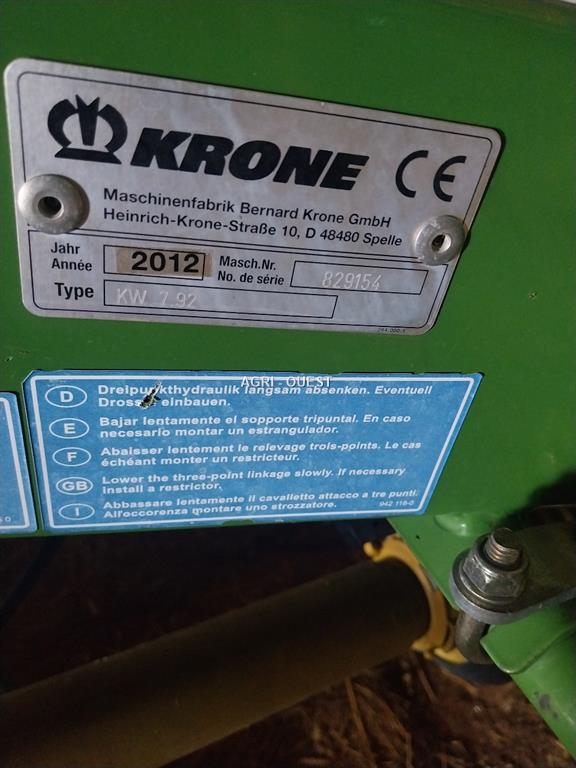 KRONE CE
Maschinenfabrik Bernard Krone GmbH
Heinrich-Krone-Straße 10, D 48480 Spelle
Jahr
Année
2012
Masch.Nr.
No. de série
829154
Type
KW 7.92
AGRI - OUEST
D Dreipunkthydraulik langsam absenken. Eventuell
Drossel einbauen.
E Bajar lentamente el sopporte tripuntal. En caso
necesario montar un estrangulador.
F Abaisser lentement le relevage trois-points. Le cas
échéant monter un restricteur.
GB Lower the three-point linkage slowly. If necessary
install a restrictor.
I Abbassare lentamente il cavalletto attacco a tre punti.
All'occorenza montare uno strozzatore.
942 116-0